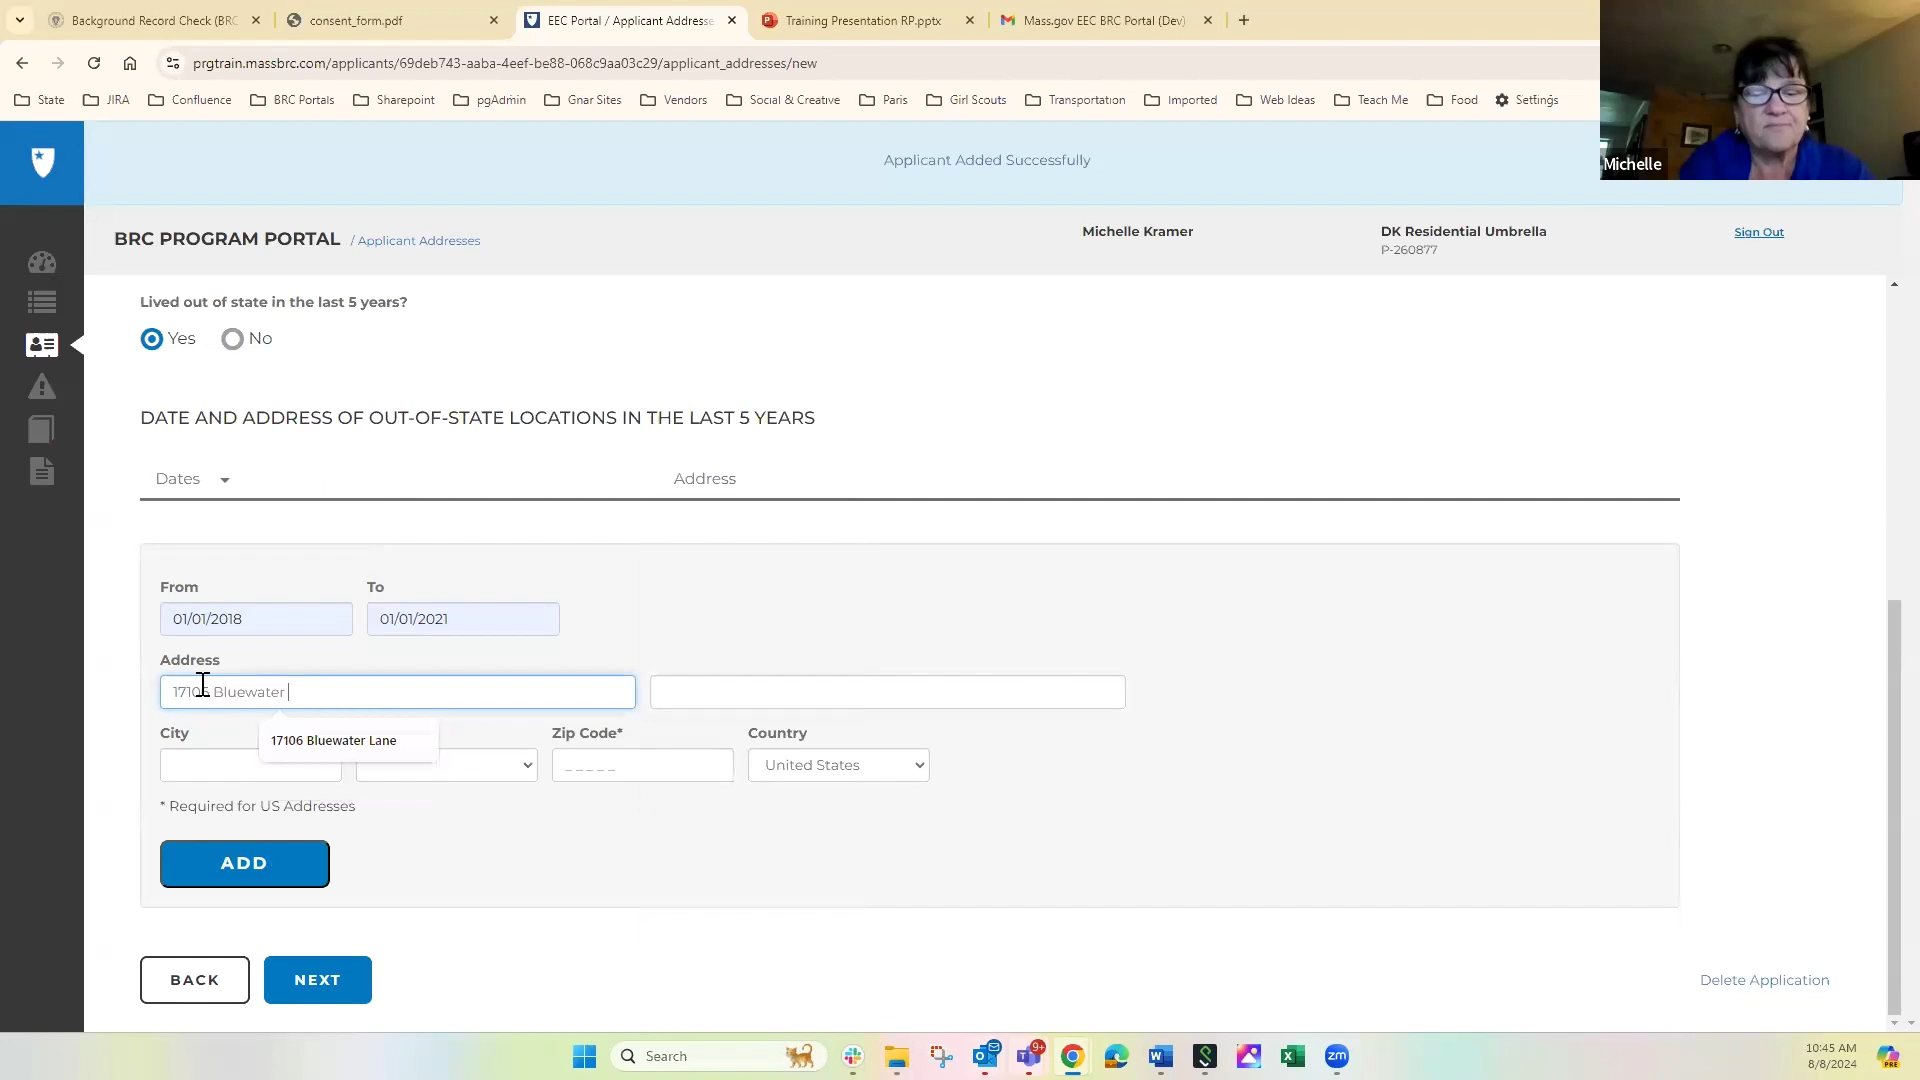 Background Record Check (BRC
consent_form.pdf
EEC Portal / Applicant Addresse
Training Presentation RP.pptx
Mass.gov EEC BRC Portal (Dev)
prgtrain.massbrc.com/applicants/69deb743-aaba-4eef-be88-068c9aa03c29/applicant_addresses/new
State
JIRA
Confluence
BRC Portals
Sharepoint
pgAdmin
Gnar Sites
Vendors
Social & Creative
Paris
Girl Scouts
Transportation
Imported
Web Ideas
Teach Me
Food
Settings
Michelle
Applicant Added Successfully
BRC PROGRAM PORTAL / Applicant Addresses
Michelle Kramer
DK Residential Umbrella
P-260877
Sign Out
Lived out of state in the last 5 years?
Yes No
DATE AND ADDRESS OF OUT-OF-STATE LOCATIONS IN THE LAST 5 YEARS
Dates Address
From To
01/01/2018 01/01/2021
Address
17106 Bluewater
City Zip Code* Country
17106 Bluewater Lane
_ _ _ _ _ United States
* Required for US Addresses
ADD
BACK NEXT Delete Application
Search
9+
zm
10:45 AM
8/8/2024
PRE